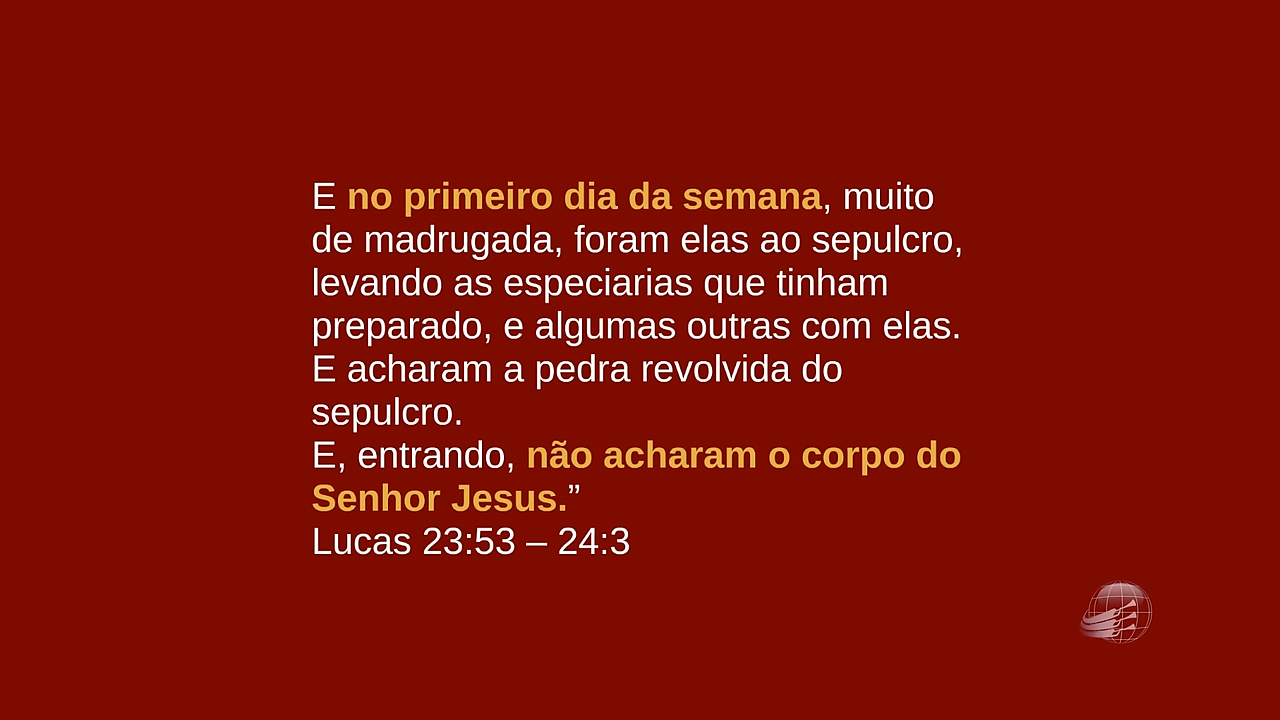 E no primeiro dia da semana, muito
de madrugada, foram elas ao sepulcro,
levando as especiarias que tinham
preparado, e algumas outras com elas.
E acharam a pedra revolvida do
sepulcro.
E, entrando, não acharam o corpo do
Senhor Jesus.”
Lucas 23:53 – 24:3